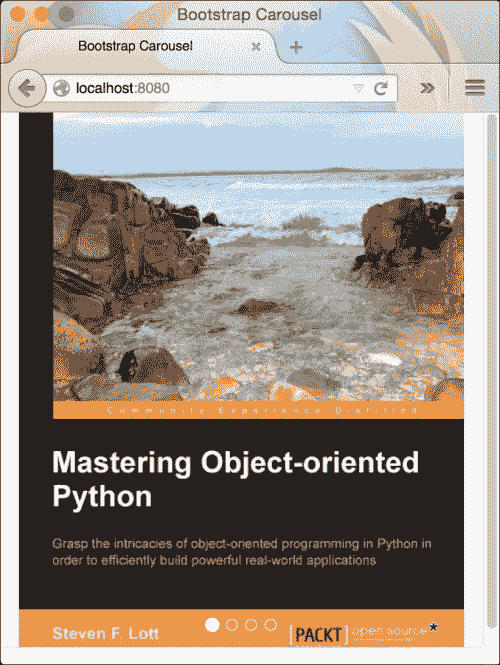 Bootstrap Carousel
Bootstrap Carousel
localhost:8080
Community Experience Distilled
Mastering Object-oriented
Python
Grasp the intricacies of object-oriented programming in Python in
order to efficiently build powerful real-world applications
Steven F. Lott
[PACKT] open source*